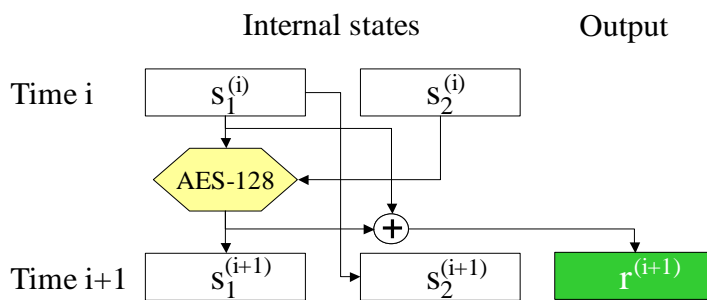 Internal states Output
Time i s₁⁽ⁱ⁾ s₂⁽ⁱ⁾
AES-128
+
Time i+1 s₁⁽ⁱ⁺¹⁾ s₂⁽ⁱ⁺¹⁾ r⁽ⁱ⁺¹⁾